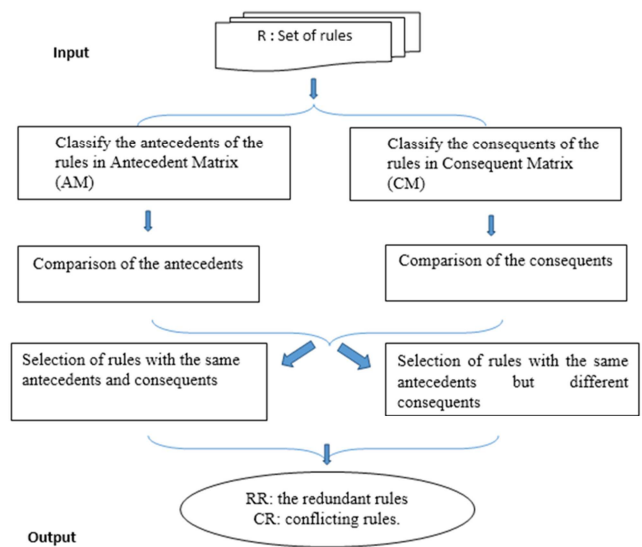 R : Set of rules
Input
Classify the antecedents of the
rules in Antecedent Matrix
(AM)
Classify the consequents of the
rules in Consequent Matrix
(CM)
Comparison of the antecedents
Comparison of the consequents
Selection of rules with the same
antecedents and consequents
Selection of rules with the same
antecedents but different
consequents
RR: the redundant rules
CR: conflicting rules.
Output